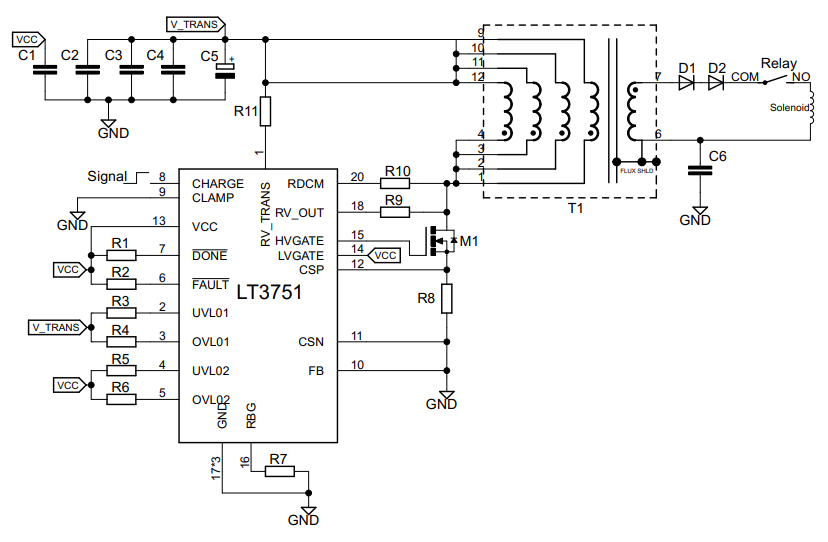 V_TRANS
VCC
C1
C2
C3
C4
C5
+
R11
GND
9
10
11
12
4
3
2
1
7
6
FLUX SHLD
T1
D1
D2
Relay
COM
NO
Solenoid
C6
GND
1
Signal
8
CHARGE
9
CLAMP
GND
13
VCC
R1
7
DONE
VCC
R2
6
FAULT
R3
2
UVL01
V_TRANS
R4
3
OVL01
R5
4
UVL02
VCC
R6
5
OVL02
RV_TRANS
LT3751
RDCM
20
R10
RV_OUT
18
R9
HVGATE
15
LVGATE
14
VCC
CSP
12
M1
R8
CSN
11
FB
10
GND
GND
RBG
17*3
16
R7
GND